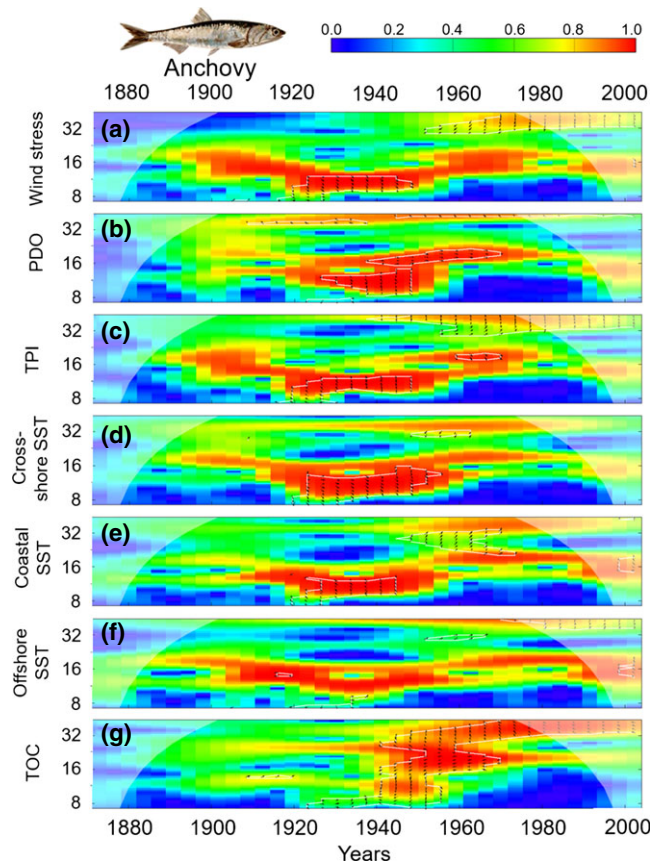 0.0 0.2 0.4 0.6 0.8 1.0
Anchovy
1880 1900 1920 1940 1960 1980 2000
(a)
Wind stress
32
16
8
(b)
PDO
32
16
8
(c)
TPI
32
16
8
(d)
Cross-
shore SST
32
16
8
(e)
Coastal
SST
32
16
8
(f)
Offshore
SST
32
16
8
(g)
TOC
32
16
8
1880 1900 1920 1940 1960 1980 2000
Years